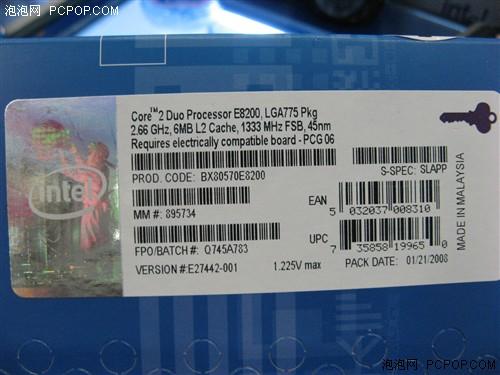 泡泡网 PCPOP.COM
intel
Core™2 Duo Processor E8200, LGA775 Pkg
2.66 GHz, 6MB L2 Cache, 1333 MHz FSB, 45nm
Requires electrically compatible board - PCG 06
PROD. CODE: BX80570E8200
S-SPEC: SLAPP
MM #: 895734
EAN
5 032037 008310
FPO/BATCH #: Q745A783
UPC
7 35858 19965 0
VERSION #:E27442-001
1.225V max
PACK DATE: 01/21/2008
MADE IN MALAYSIA
intel
泡泡网 PCPOP.COM